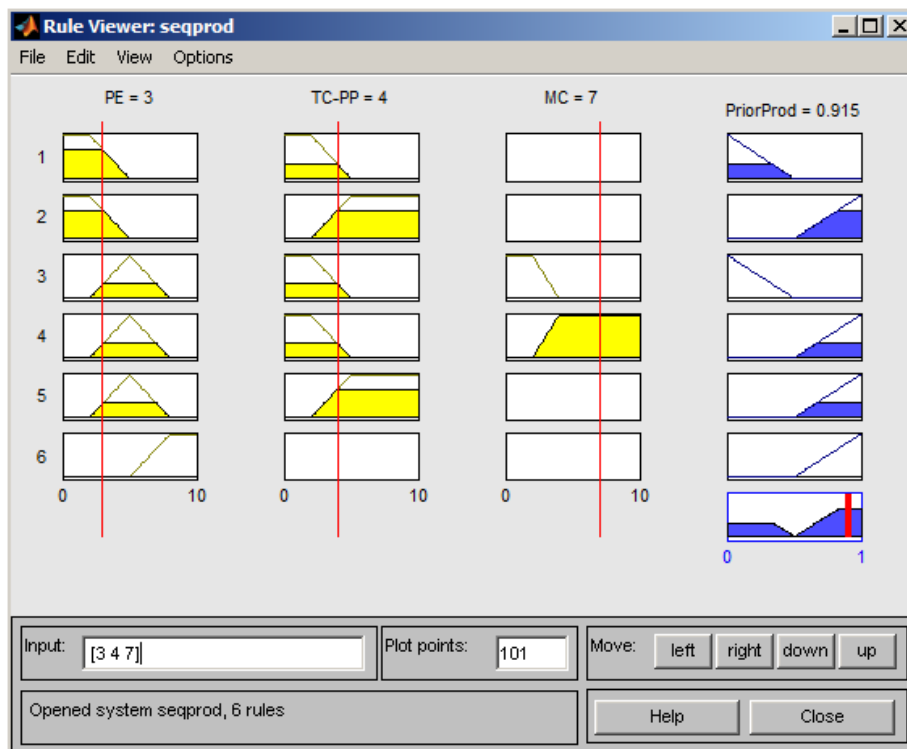 Rule Viewer: seqprod
File Edit View Options
PE = 3 TC-PP = 4 MC = 7 PriorProd = 0.915
1
2
3
4
5
6
0 10 0 10 0 10
0 1
Input: [3 4 7] Plot points: 101 Move: left right down up
Opened system seqprod, 6 rules Help Close